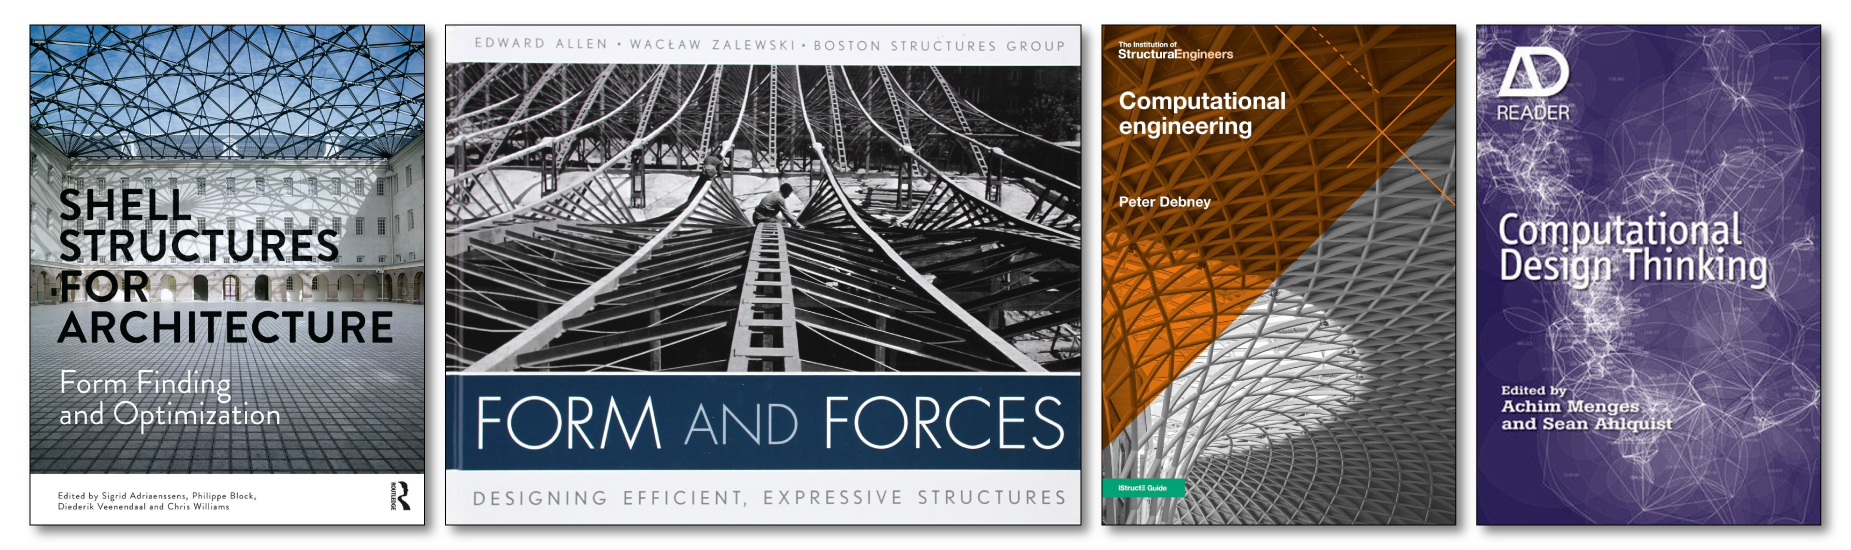 SHELL
STRUCTURES
FOR
ARCHITECTURE
Form Finding
and Optimization
Edited by Sigrid Adriaenssens, Philippe Block,
Diederik Veenendaal and Chris Williams
ROUTLEDGE
EDWARD ALLEN • WACŁAW ZALEWSKI • BOSTON STRUCTURES GROUP
FORM AND FORCES
DESIGNING EFFICIENT, EXPRESSIVE STRUCTURES
The Institution of
StructuralEngineers
Computational
engineering
Peter Debney
IStructE Guide
AD
READER
Computational
Design Thinking
Edited by
Achim Menges
and Sean Ahlquist